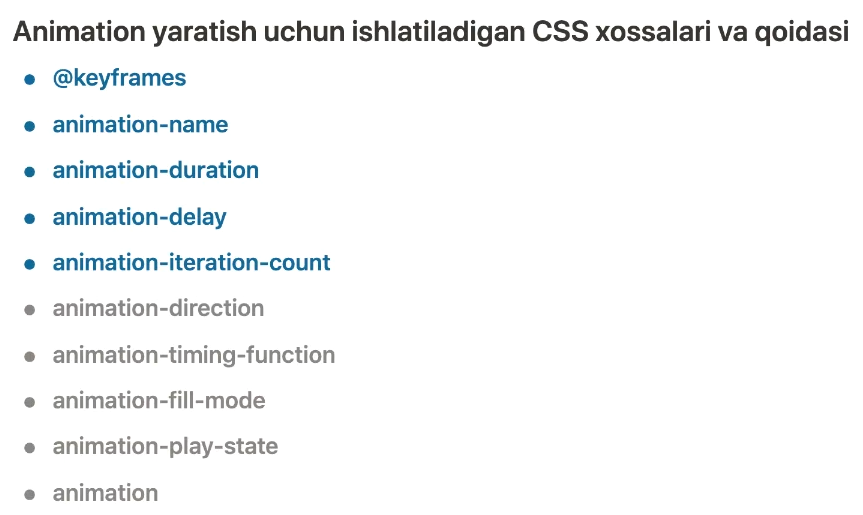 Animation yaratish uchun ishlatiladigan CSS xossalari va qoidasi
@keyframes
animation-name
animation-duration
animation-delay
animation-iteration-count
animation-direction
animation-timing-function
animation-fill-mode
animation-play-state
animation